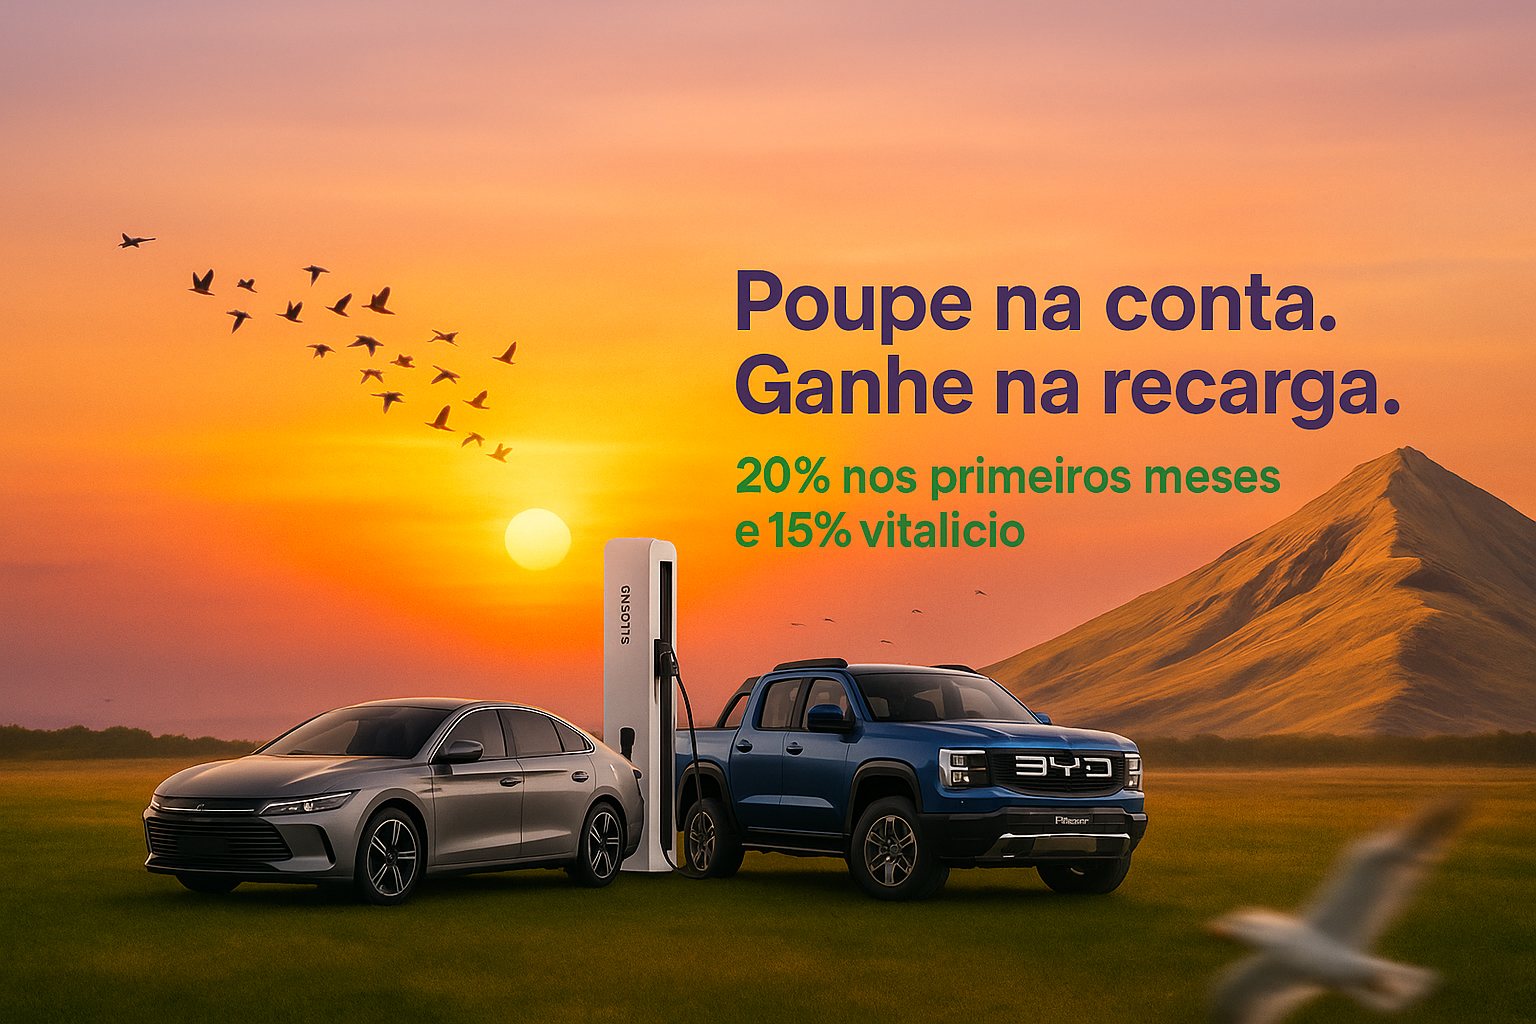 Poupe na conta.
Ganhe na recarga.
20% nos primeiros meses
e 15% vitalicio
BYD